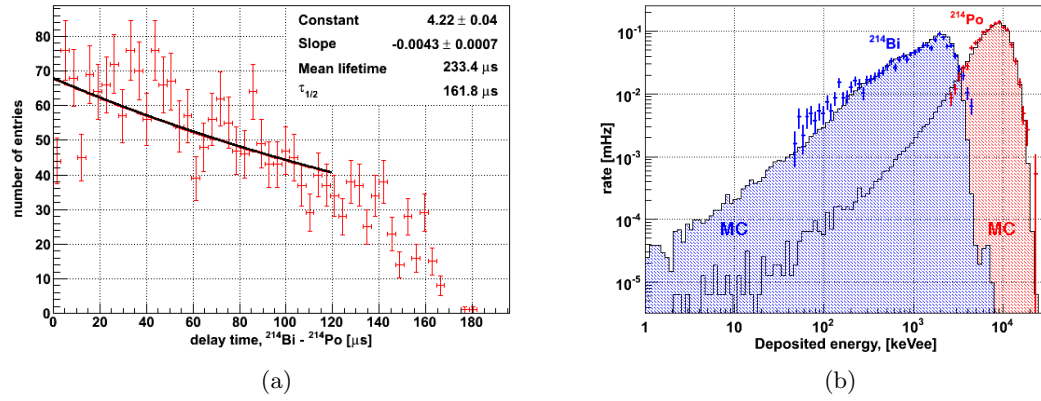 Constant 4.22 ± 0.04
Slope -0.0043 ± 0.0007
Mean lifetime 233.4 μs
τ1/2 161.8 μs
number of entries
80
70
60
50
40
30
20
10
0
0 20 40 60 80 100 120 140 160 180
delay time, ²¹⁴Bi - ²¹⁴Po [μs]
(a)
²¹⁴Bi
²¹⁴Po
MC
MC
rate [mHz]
10⁻¹
10⁻²
10⁻³
10⁻⁴
10⁻⁵
1 10 10² 10³ 10⁴
Deposited energy, [keVee]
(b)